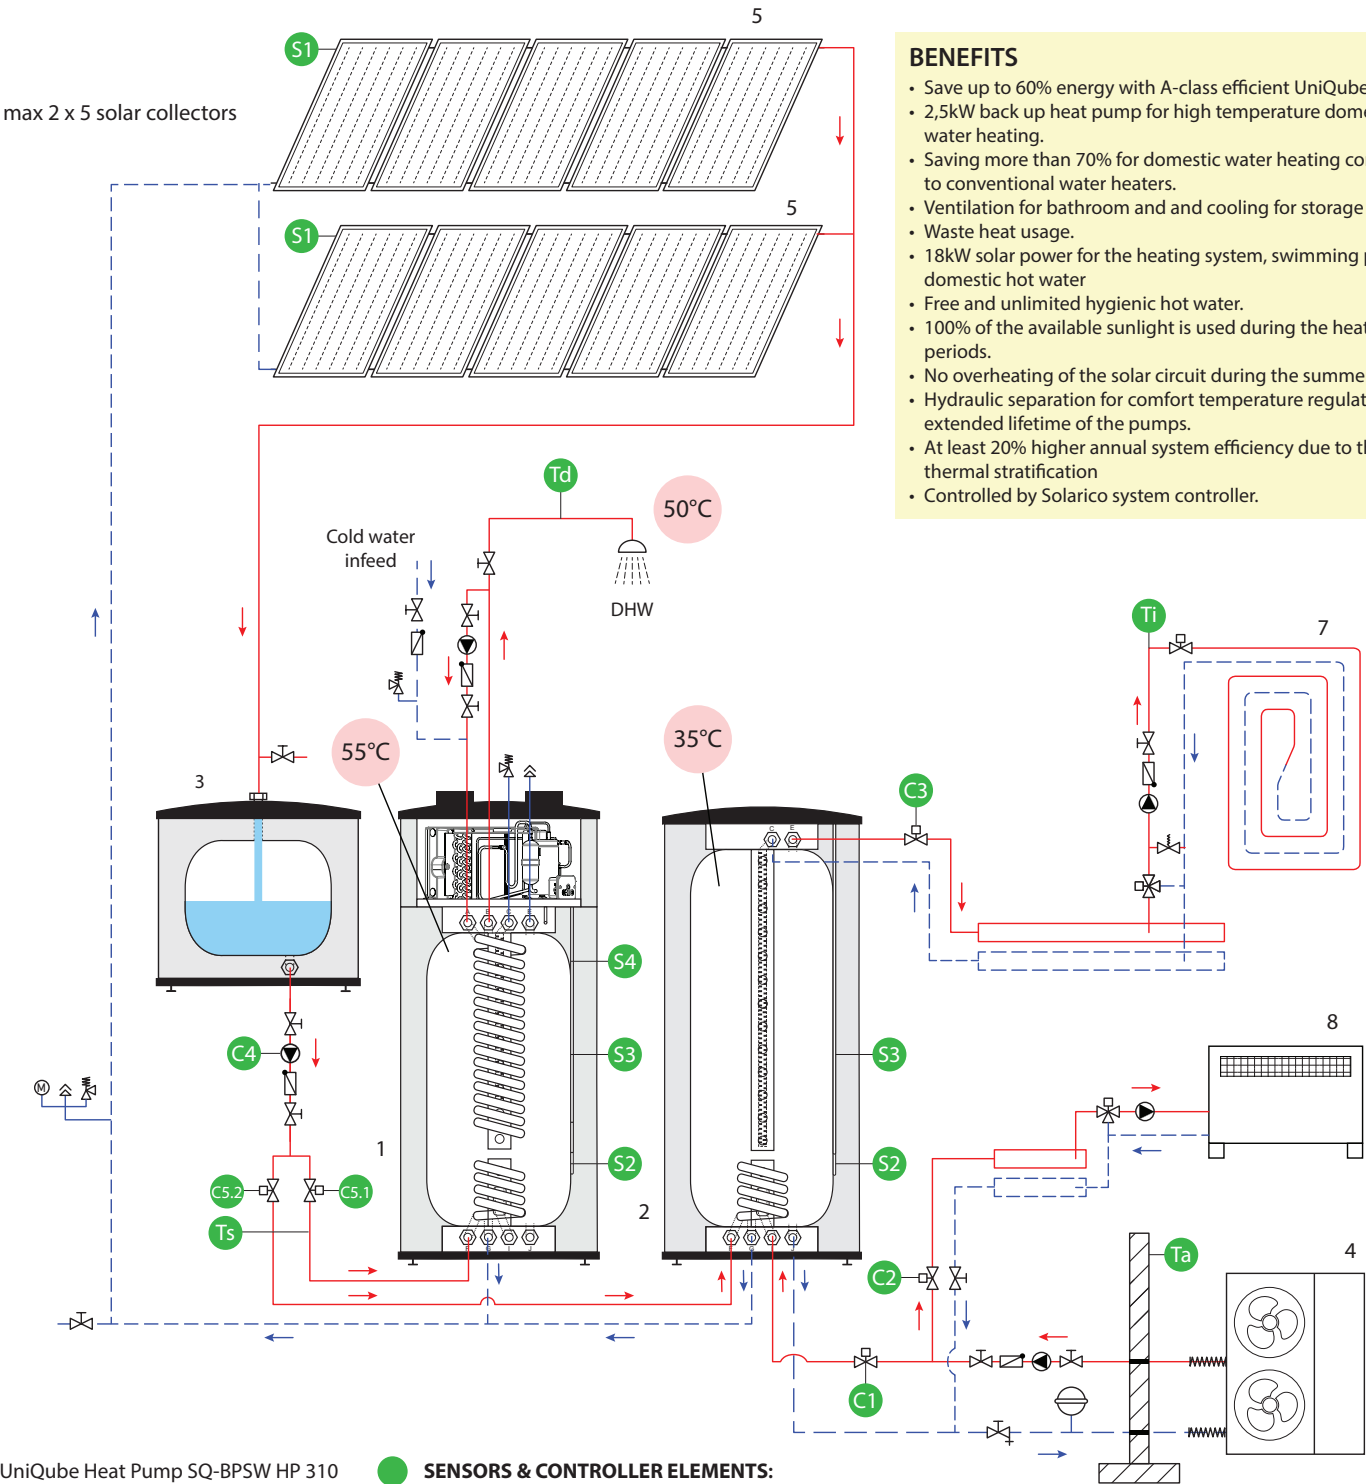 5
S1
max 2 x 5 solar collectors
5
S1
BENEFITS
• Save up to 60% energy with A-class efficient UniQube
• 2,5kW back up heat pump for high temperature dome
water heating.
• Saving more than 70% for domestic water heating co
to conventional water heaters.
• Ventilation for bathroom and and cooling for storage
• Waste heat usage.
• 18kW solar power for the heating system, swimming p
domestic hot water
• Free and unlimited hygienic hot water.
• 100% of the available sunlight is used during the heat
periods.
• No overheating of the solar circuit during the summe
• Hydraulic separation for comfort temperature regulat
extended lifetime of the pumps.
• At least 20% higher annual system efficiency due to th
thermal stratification
• Controlled by Solarico system controller.
Td
50°C
Cold water
infeed
DHW
Ti
7
55°C
35°C
3
C3
C E
A B C E
S4
S3
S3
C4
M
8
1
S2
S2
C5.2
C5.1
2
Ts
F G I J
G J
C2
Ta
4
C1
UniQube Heat Pump SQ-BPSW HP 310
SENSORS & CONTROLLER ELEMENTS: